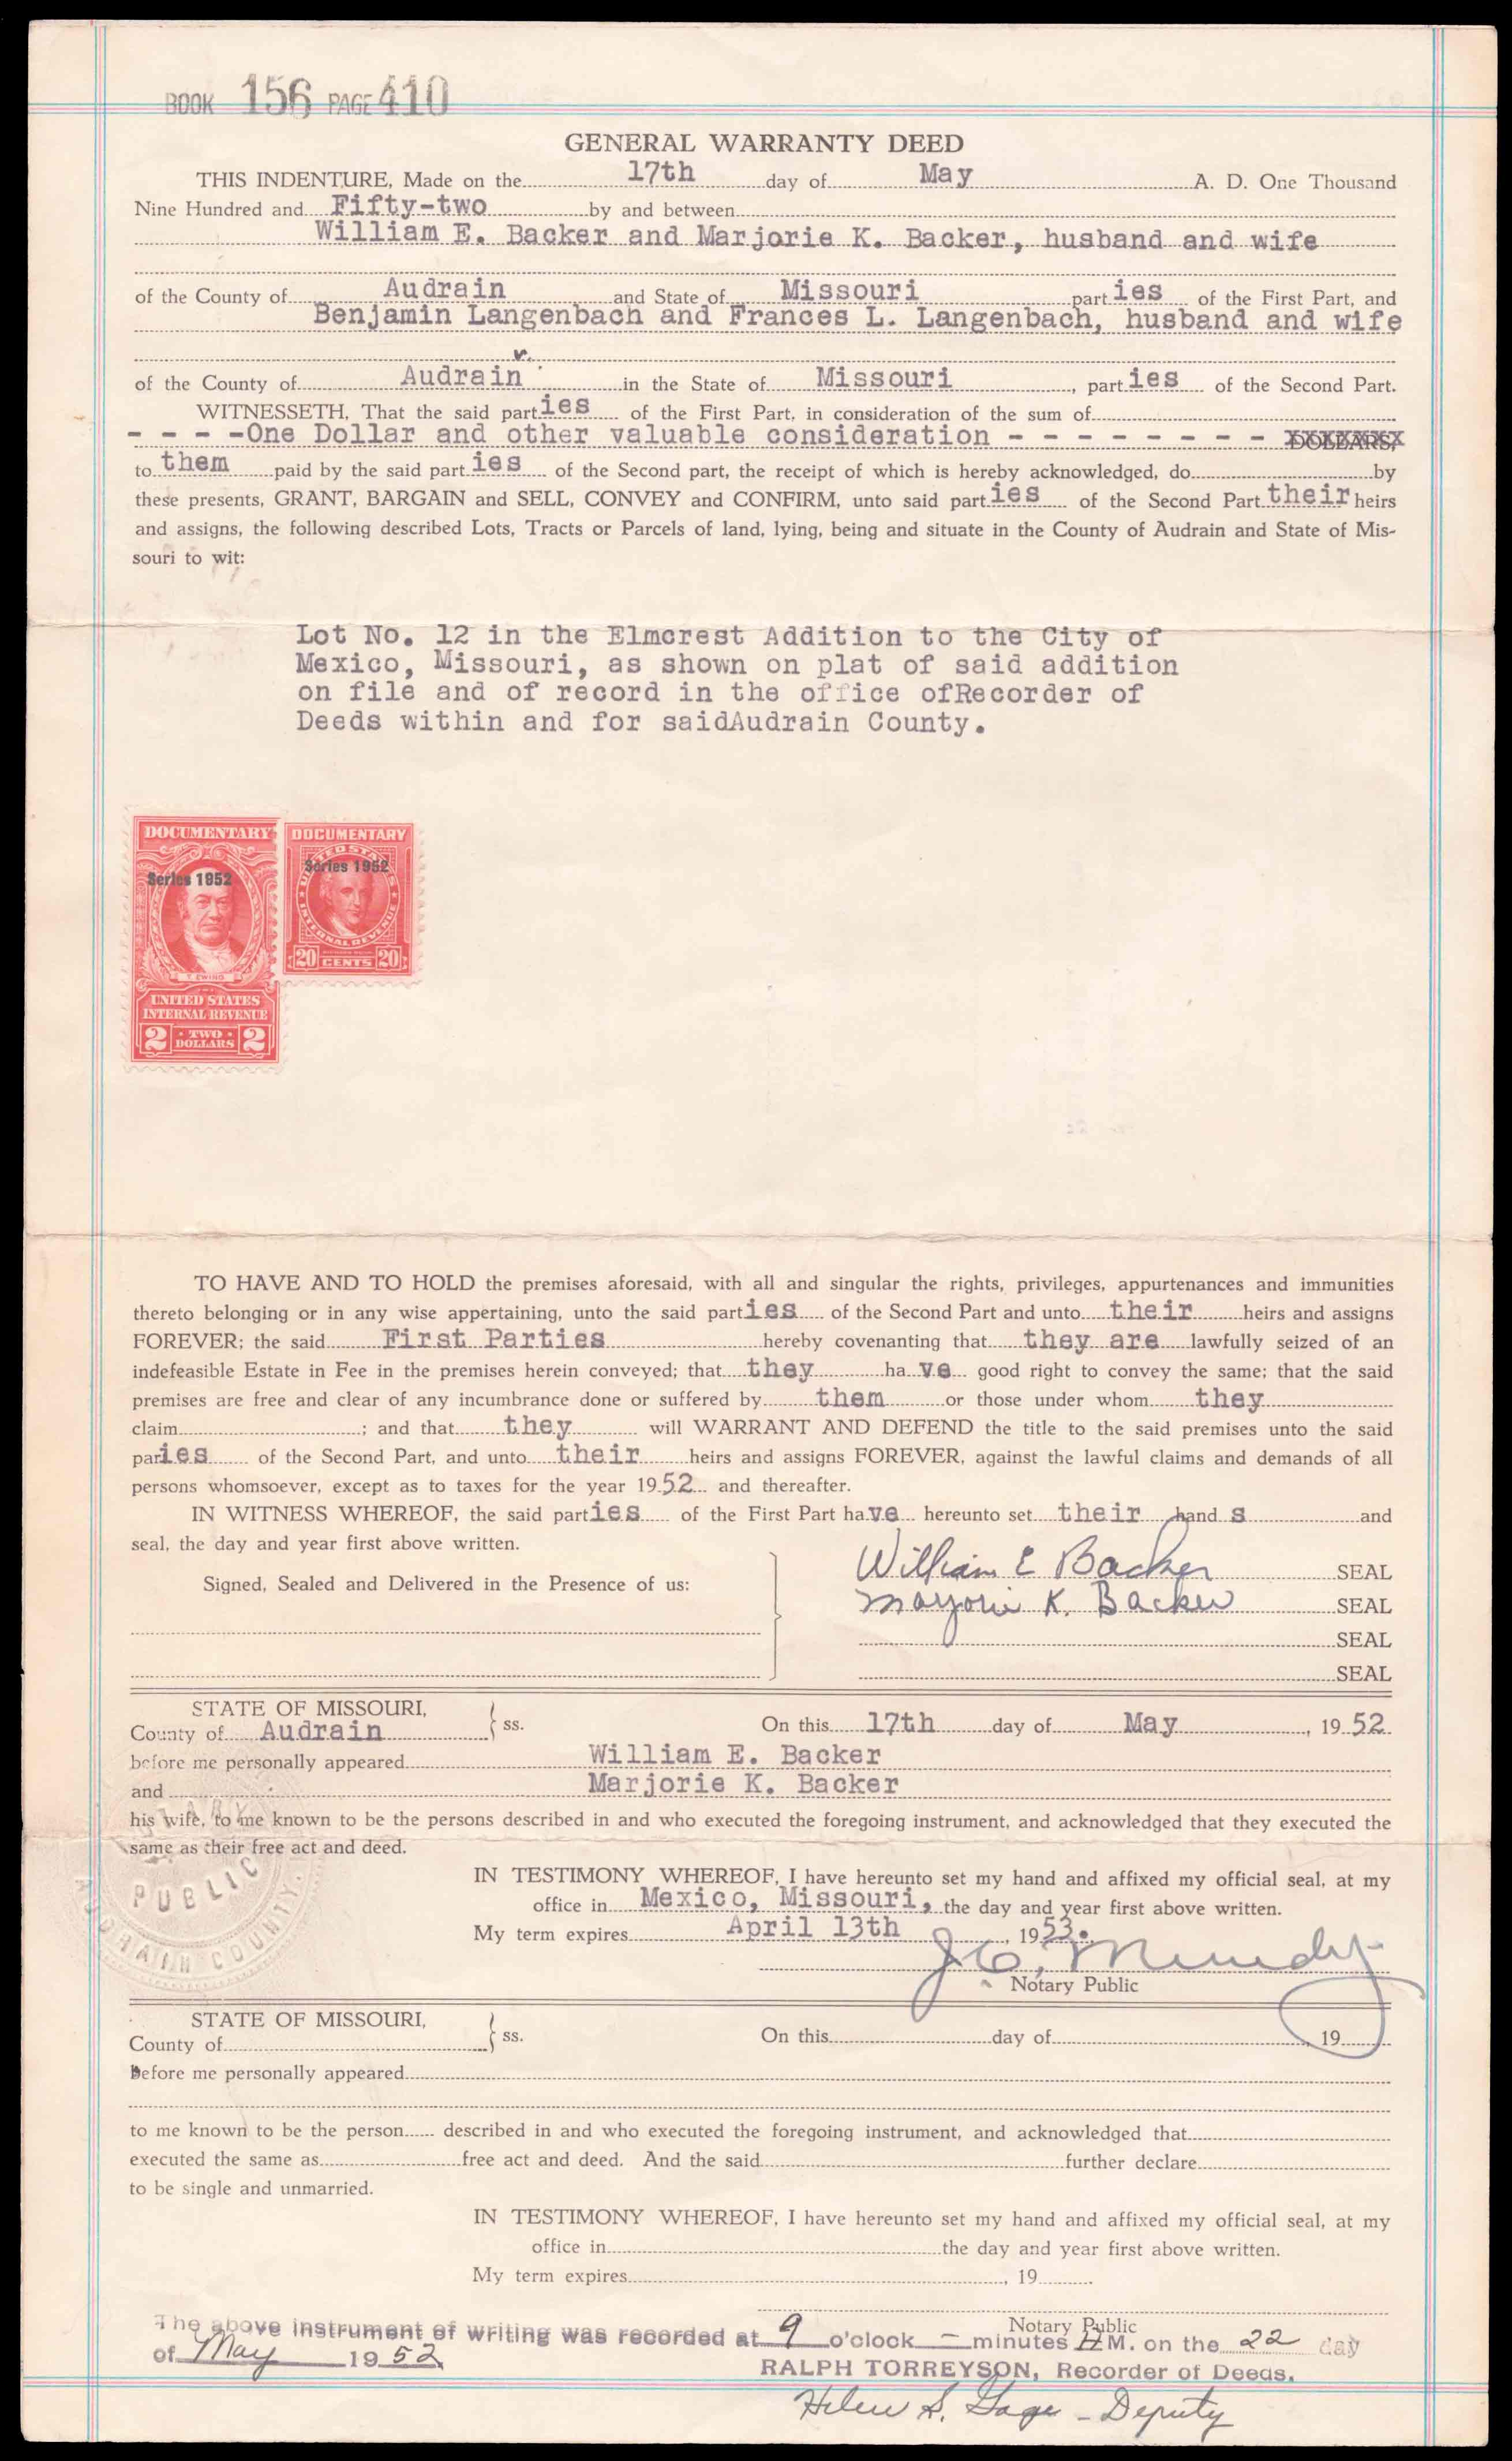 BOOK 156 PAGE 410
GENERAL WARRANTY DEED
THIS INDENTURE, Made on the 17th day of May A. D. One Thousand
Nine Hundred and Fifty-two by and between
William E. Backer and Marjorie K. Backer, husband and wife
of the County of Audrain and State of Missouri parties of the First Part, and
Benjamin Langenbach and Frances L. Langenbach, husband and wife
of the County of Audrain in the State of Missouri, parties of the Second Part.
WITNESSETH, That the said parties of the First Part, in consideration of the sum of
- - - -One Dollar and other valuable consideration - - - - - - - - DOLLARS,
to them paid by the said parties of the Second part, the receipt of which is hereby acknowledged, do by
these presents, GRANT, BARGAIN and SELL, CONVEY and CONFIRM, unto said parties of the Second Part their heirs
and assigns, the following described Lots, Tracts or Parcels of land, lying, being and situate in the County of Audrain and State of Mis-
souri to wit:
Lot No. 12 in the Elmcrest Addition to the City of
Mexico, Missouri, as shown on plat of said addition
on file and of record in the office ofRecorder of
Deeds within and for saidAudrain County.
DOCUMENTARY
Series 1952
T. EWING
UNITED STATES
INTERNAL REVENUE
2 TWO DOLLARS 2
DOCUMENTARY
UNITED STATES
Series 1952
INTERNAL REVENUE
20 CENTS 20
TO HAVE AND TO HOLD the premises aforesaid, with all and singular the rights, privileges, appurtenances and immunities
thereto belonging or in any wise appertaining, unto the said parties of the Second Part and unto their heirs and assigns
FOREVER; the said First Parties hereby covenanting that they are lawfully seized of an
indefeasible Estate in Fee in the premises herein conveyed; that they have good right to convey the same; that the said
premises are free and clear of any incumbrance done or suffered by them or those under whom they
claim ; and that they will WARRANT AND DEFEND the title to the said premises unto the said
paries of the Second Part, and unto their heirs and assigns FOREVER, against the lawful claims and demands of all
persons whomsoever, except as to taxes for the year 1952 and thereafter.
IN WITNESS WHEREOF, the said parties of the First Part have hereunto set their hand s and
seal, the day and year first above written.
Signed, Sealed and Delivered in the Presence of us:
William E Backer SEAL
Marjorie K. Backer SEAL
SEAL
SEAL
STATE OF MISSOURI,
County of Audrain ss. On this 17th day of May, 1952
before me personally appeared William E. Backer
and Marjorie K. Backer
his wife, to me known to be the persons described in and who executed the foregoing instrument, and acknowledged that they executed the
same as their free act and deed.
PUBLIC
AUDRAIN COUNTY.
IN TESTIMONY WHEREOF, I have hereunto set my hand and affixed my official seal, at my
office in Mexico, Missouri, the day and year first above written.
My term expires April 13th, 1953.
Notary Public
STATE OF MISSOURI,
County of ss. On this day of , 19
Before me personally appeared
to me known to be the person described in and who executed the foregoing instrument, and acknowledged that
executed the same as free act and deed. And the said further declare
to be single and unmarried.
IN TESTIMONY WHEREOF, I have hereunto set my hand and affixed my official seal, at my
office in the day and year first above written.
My term expires , 19
Notary Public
The above instrument of writing was recorded at 9 o'clock - minutes A M. on the 22 day
of May 1952
RALPH TORREYSON, Recorder of Deeds.
Helen S. Gage - Deputy